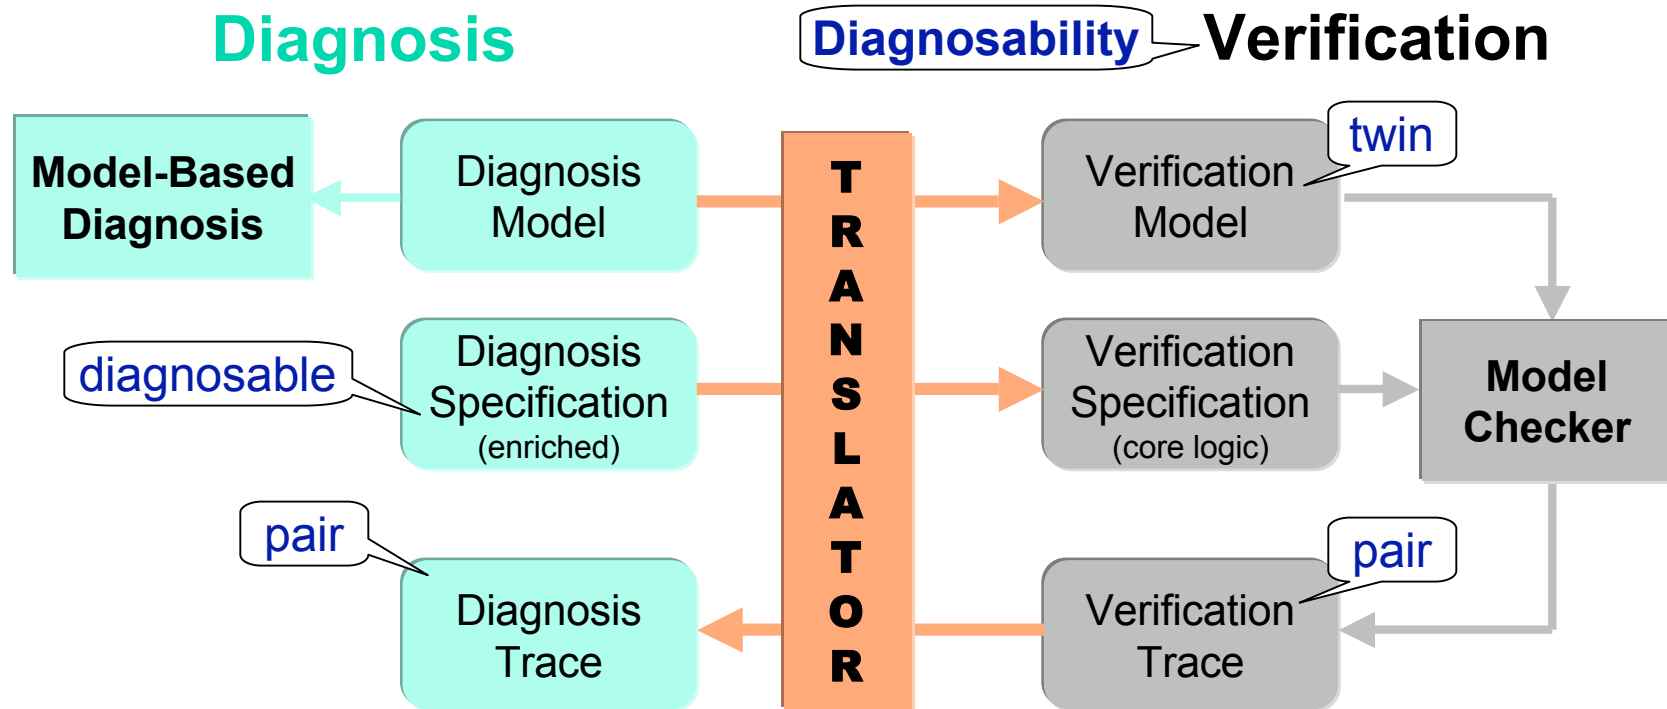 Diagnosis
Diagnosability
Verification
Model-Based
Diagnosis
Diagnosis
Model
TRANSLATOR
Verification
Model
twin
diagnosable
Diagnosis
Specification
(enriched)
Verification
Specification
(core logic)
Model
Checker
pair
Diagnosis
Trace
Verification
Trace
pair